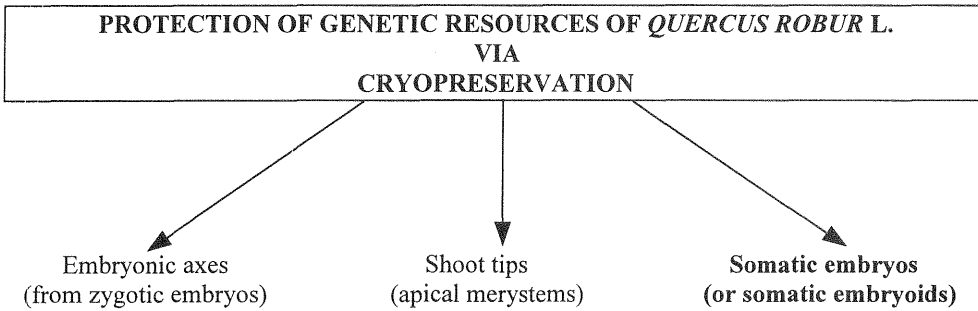 PROTECTION OF GENETIC RESOURCES OF QUERCUS ROBUR L.
VIA
CRYOPRESERVATION
Embryonic axes
(from zygotic embryos)
Shoot tips
(apical merystems)
Somatic embryos
(or somatic embryoids)